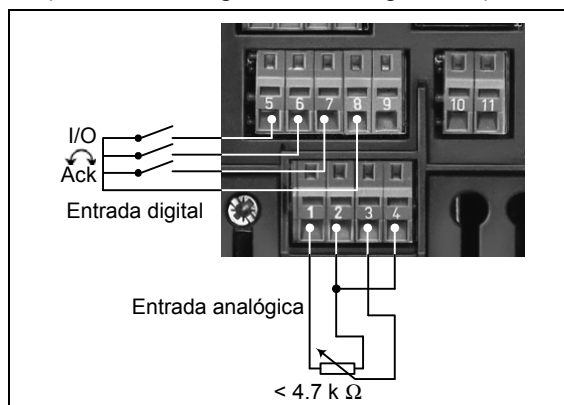 5 6 7 8 9 10 11
I/O
Ack
Entrada digital
1 2 3 4
Entrada analógica
< 4.7 k Ω